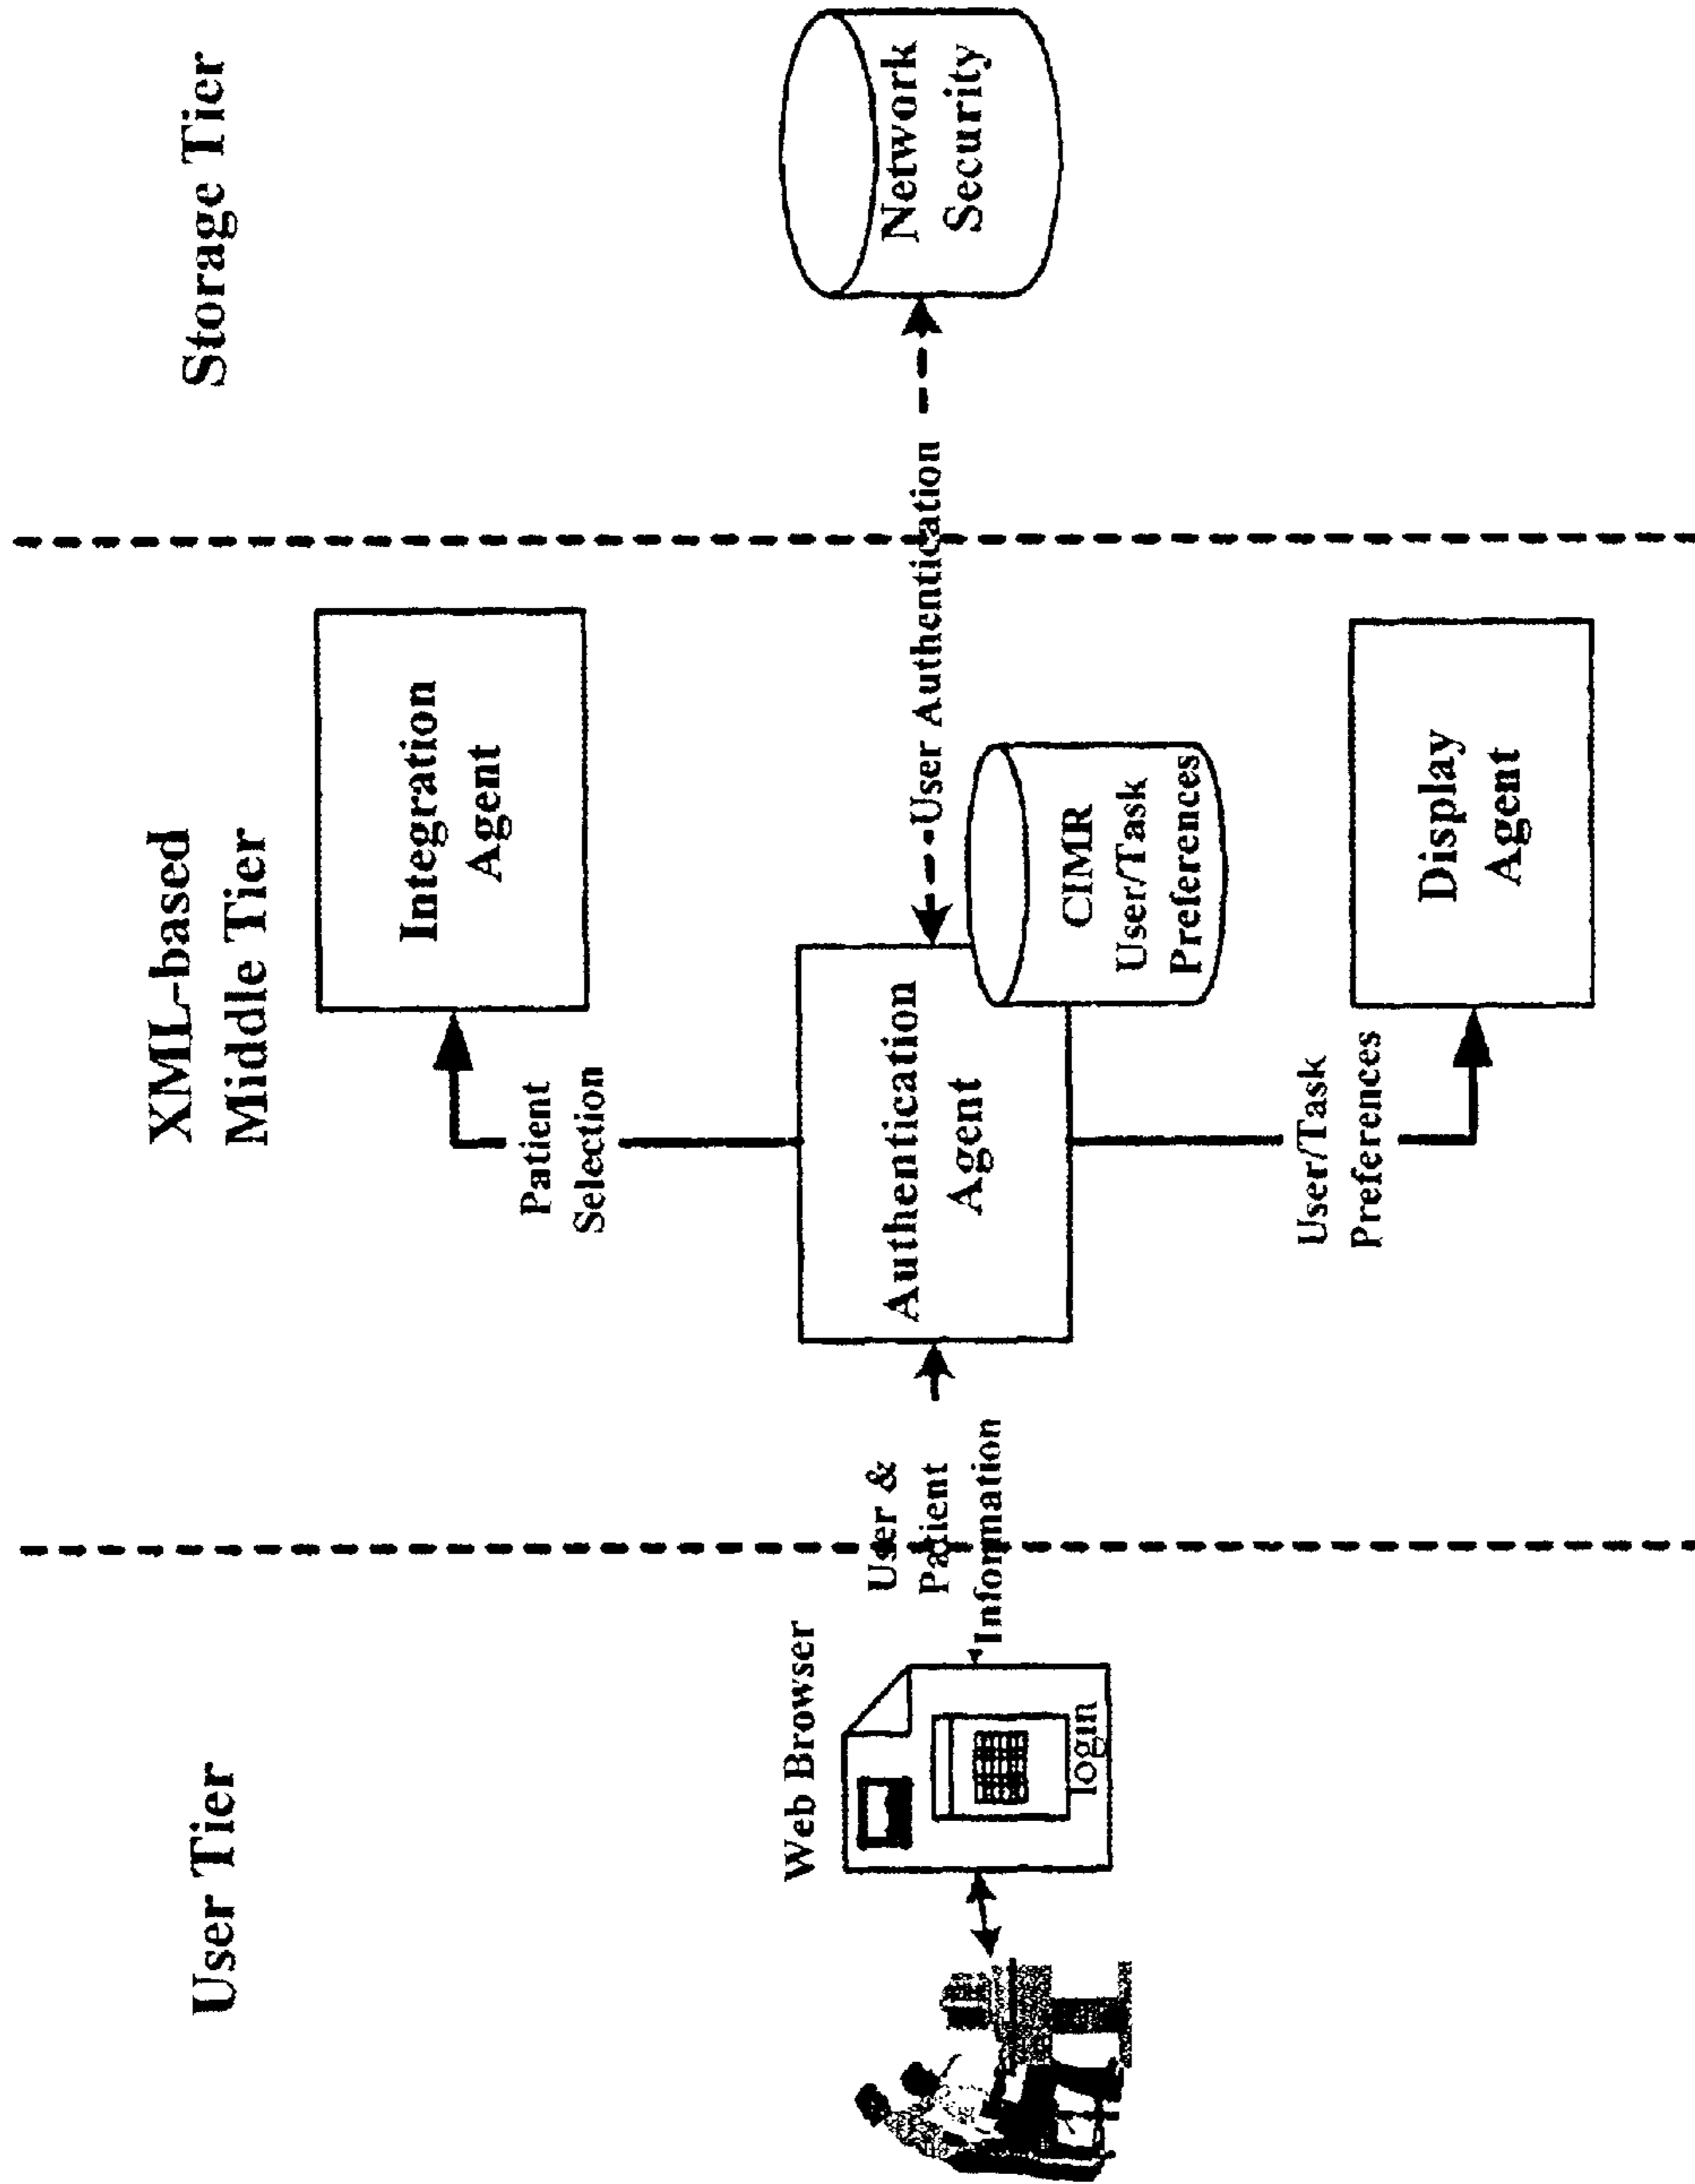 User Tier
XML-based
Middle Tier
Storage Tier
Web Browser
login
User &
Patient
Information
Patient
Selection
Integration
Agent
Authentication
Agent
User Authentication
CIMR
User/Task
Preferences
User/Task
Preferences
Display
Agent
Network
Security